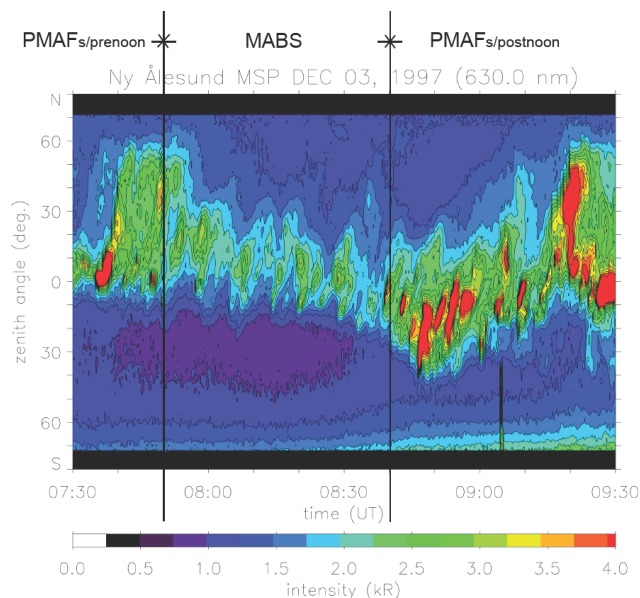 PMAFs/prenoon MABS PMAFs/postnoon
Ny Ålesund MSP DEC 03, 1997 (630.0 nm)
N
60
30
0
30
60
S
zenith angle (deg.)
07:30 08:00 08:30 09:00 09:30
time (UT)
0.0 0.5 1.0 1.5 2.0 2.5 3.0 3.5 4.0
intensity (kR)